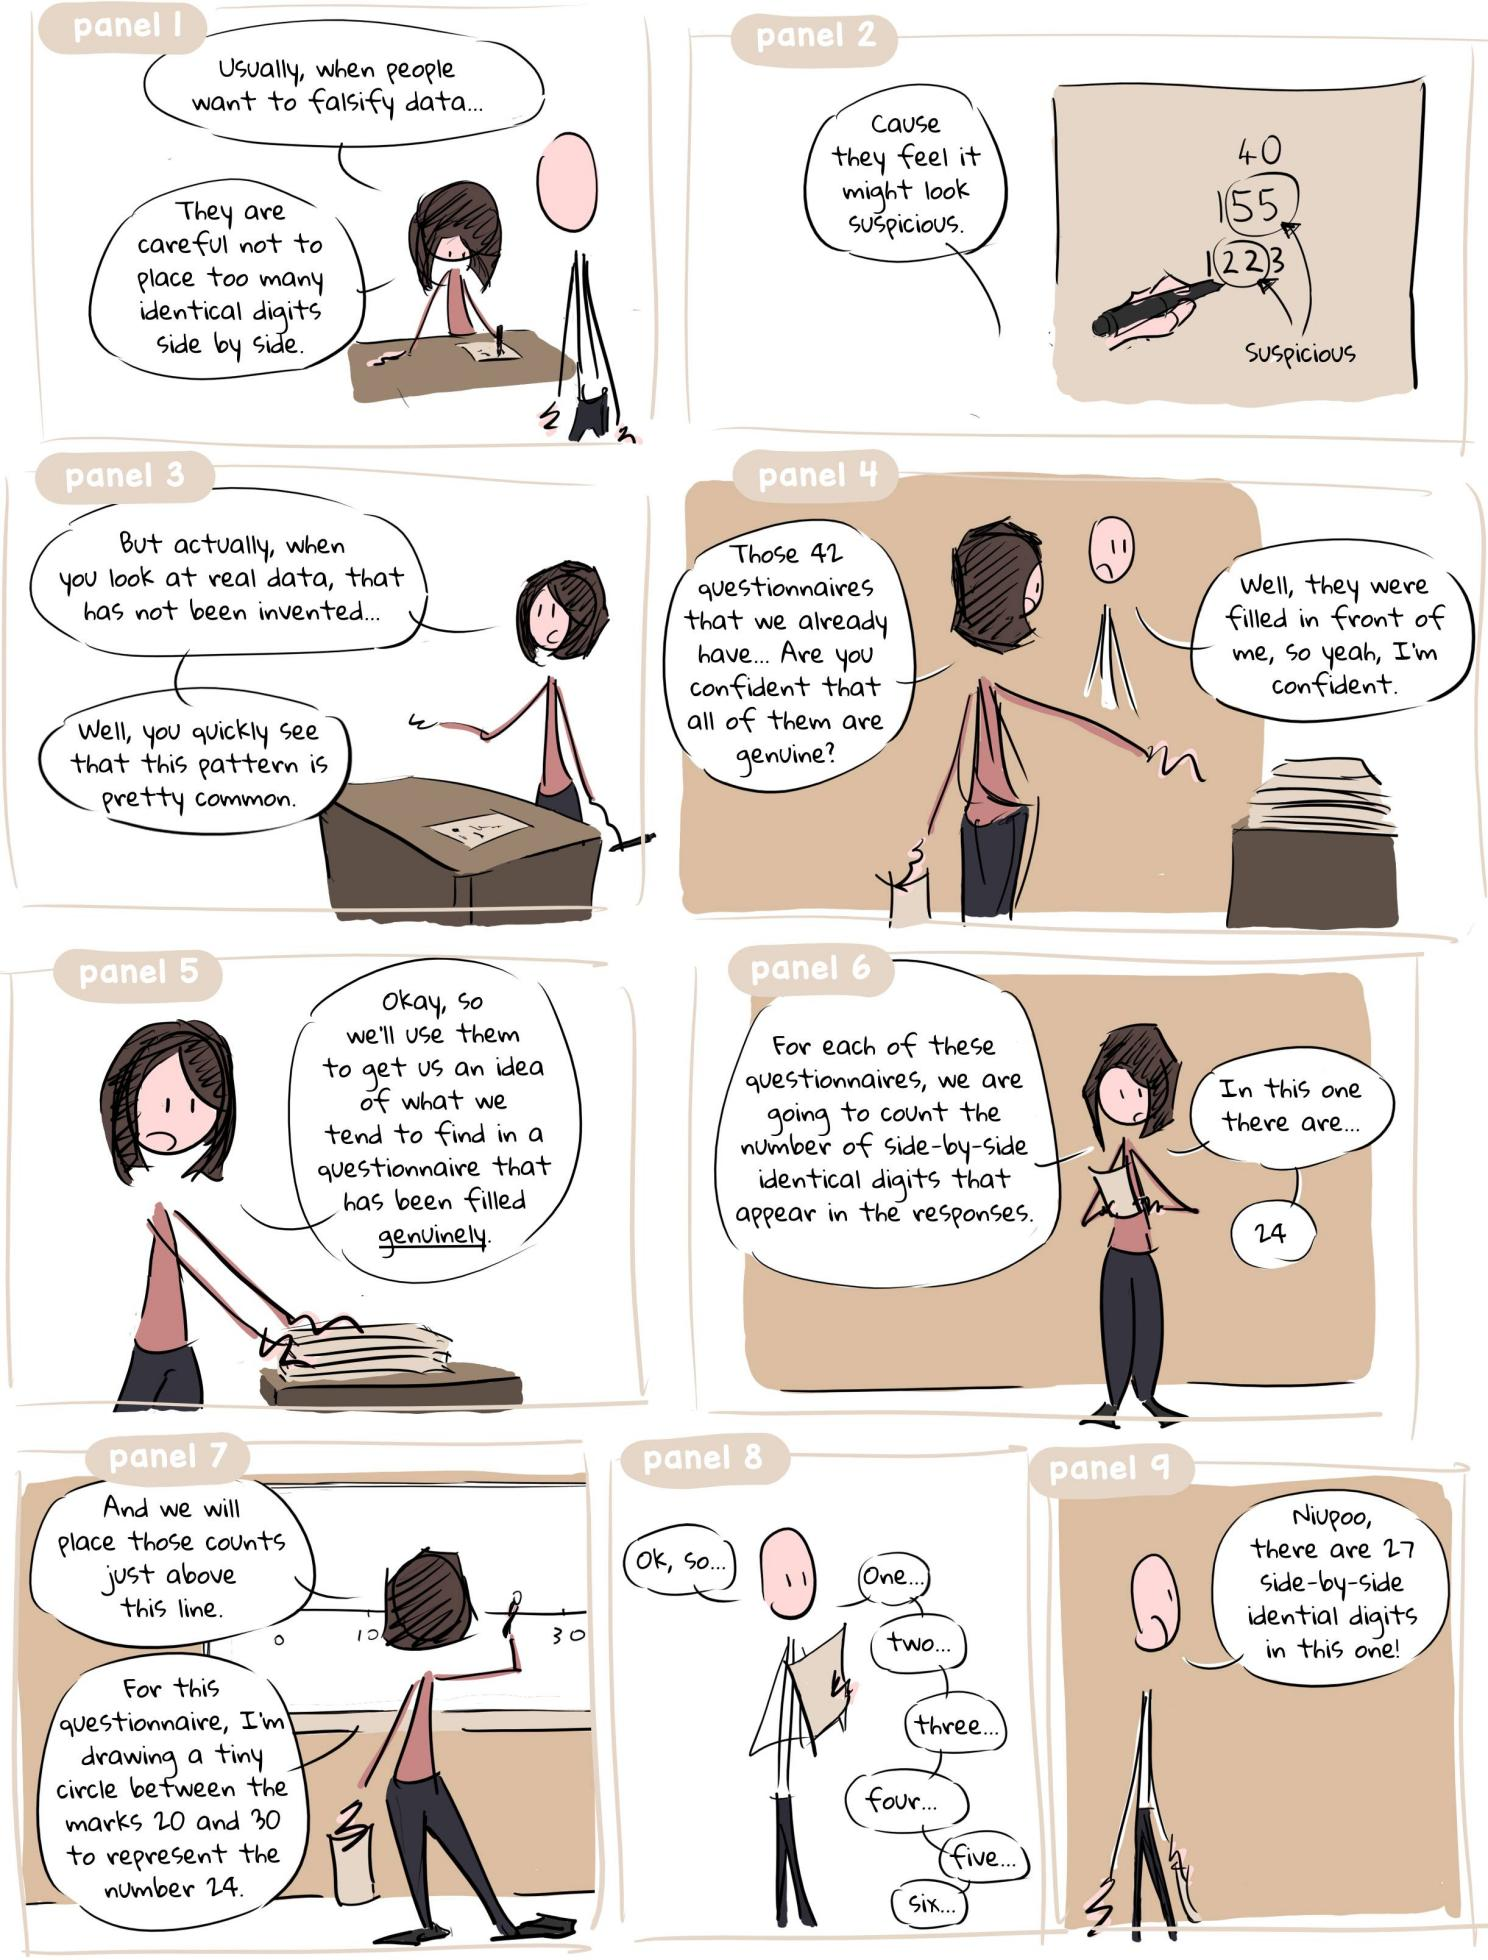 panel 1
Usually, when people
want to falsify data...
They are
careful not to
place too many
identical digits
side by side.
panel 2
Cause
they feel it
might look
suspicious.
40
155
1223
suspicious
panel 3
But actually, when
you look at real data, that
has not been invented...
Well, you quickly see
that this pattern is
pretty common.
panel 4
Those 42
questionnaires
that we already
have... Are you
confident that
all of them are
genuine?
Well, they were
filled in front of
me, so yeah, I'm
confident.
panel 5
Okay, so
we'll use them
to get us an idea
of what we
tend to find in a
questionnaire that
has been filled
genuinely.
panel 6
For each of these
questionnaires, we are
going to count the
number of side-by-side
identical digits that
appear in the responses.
In this one
there are...
24
panel 7
And we will
place those counts
just above
this line.
0 10 30
For this
questionnaire, I'm
drawing a tiny
circle between the
marks 20 and 30
to represent the
number 24.
panel 8
Ok, so...
One...
two...
three...
four...
five...
six...
panel 9
Niupoo,
there are 27
side-by-side
idential digits
in this one!